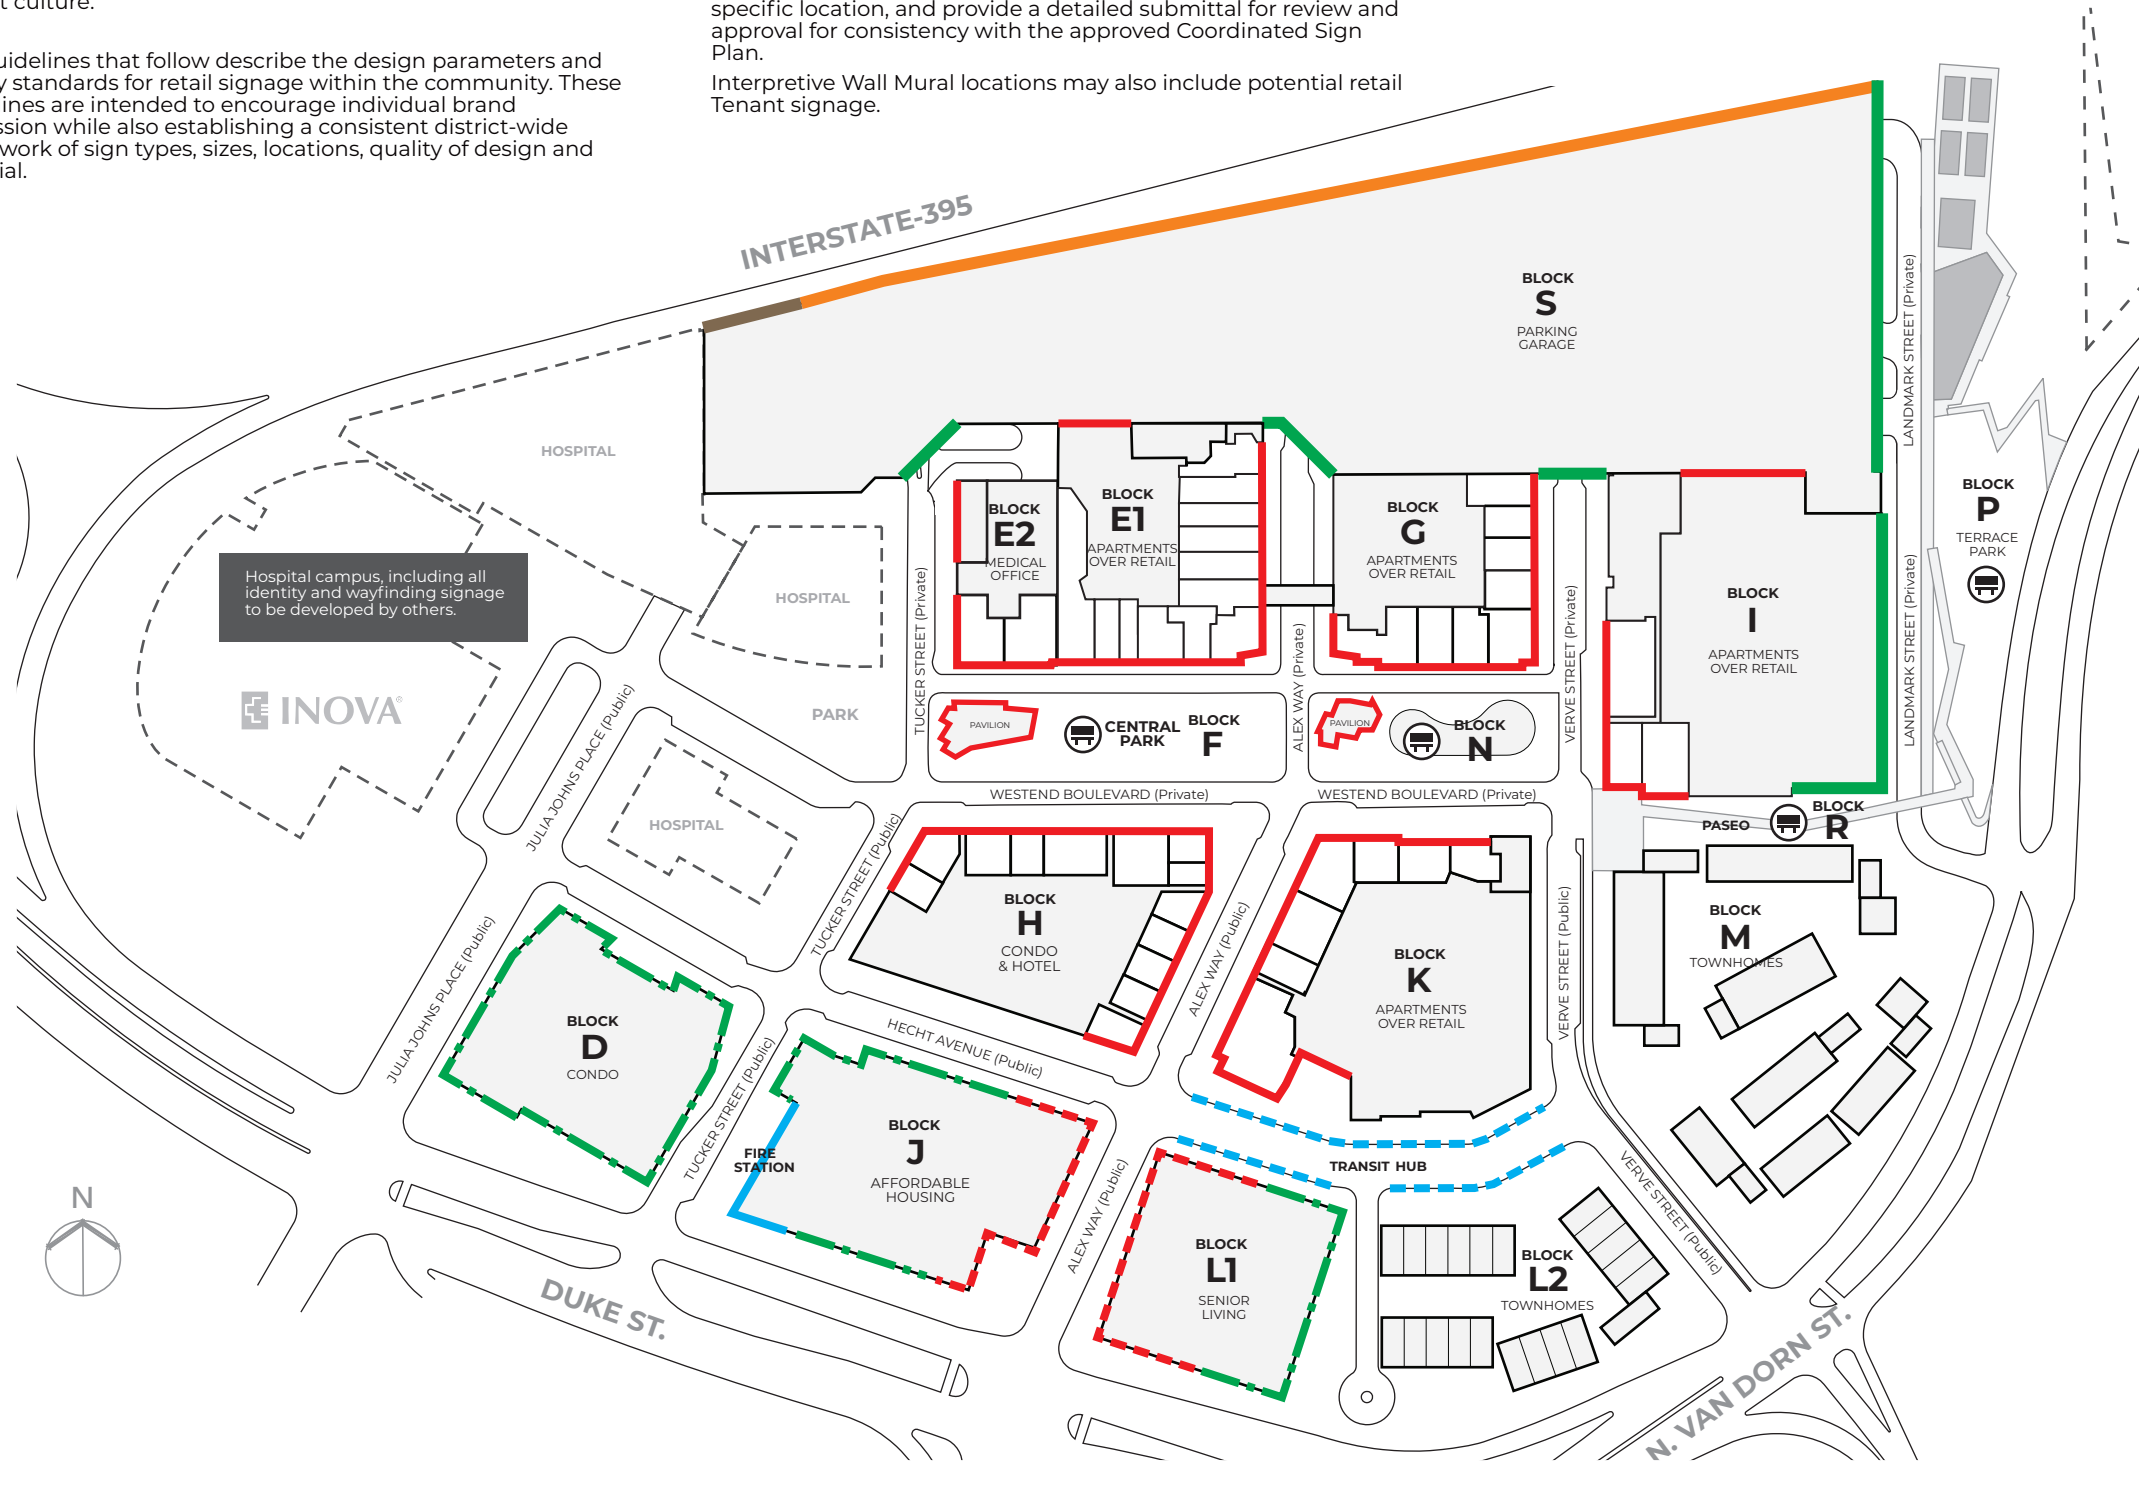 t culture.
uidelines that follow describe the design parameters and
y standards for retail signage within the community. These
lines are intended to encourage individual brand
ssion while also establishing a consistent district-wide
work of sign types, sizes, locations, quality of design and
ial.
specific location, and provide a detailed submittal for review and
approval for consistency with the approved Coordinated Sign
Plan.
Interpretive Wall Mural locations may also include potential retail
Tenant signage.
INTERSTATE-395
BLOCK
S
PARKING
GARAGE
LANDMARK STREET (Private)
HOSPITAL
BLOCK
E2
MEDICAL
OFFICE
BLOCK
E1
APARTMENTS
OVER RETAIL
BLOCK
G
APARTMENTS
OVER RETAIL
BLOCK
P
TERRACE
PARK
Hospital campus, including all
identity and wayfinding signage
to be developed by others.
HOSPITAL
TUCKER STREET (Private)
ALEX WAY (Private)
VERVE STREET (Private)
BLOCK
I
APARTMENTS
OVER RETAIL
LANDMARK STREET (Private)
INOVA®
JULIA JOHNS PLACE (Public)
PARK
PAVILION
CENTRAL
PARK
BLOCK
F
PAVILION
BLOCK
N
WESTEND BOULEVARD (Private)
WESTEND BOULEVARD (Private)
PASEO
BLOCK
R
HOSPITAL
TUCKER STREET (Public)
BLOCK
H
CONDO
& HOTEL
ALEX WAY (Public)
BLOCK
K
APARTMENTS
OVER RETAIL
VERVE STREET (Public)
BLOCK
M
TOWNHOMES
JULIA JOHNS PLACE (Public)
BLOCK
D
CONDO
HECHT AVENUE (Public)
TUCKER STREET (Public)
FIRE
STATION
BLOCK
J
AFFORDABLE
HOUSING
ALEX WAY (Public)
TRANSIT HUB
VERVE STREET (Public)
BLOCK
L1
SENIOR
LIVING
BLOCK
L2
TOWNHOMES
N
DUKE ST.
N. VAN DORN ST.